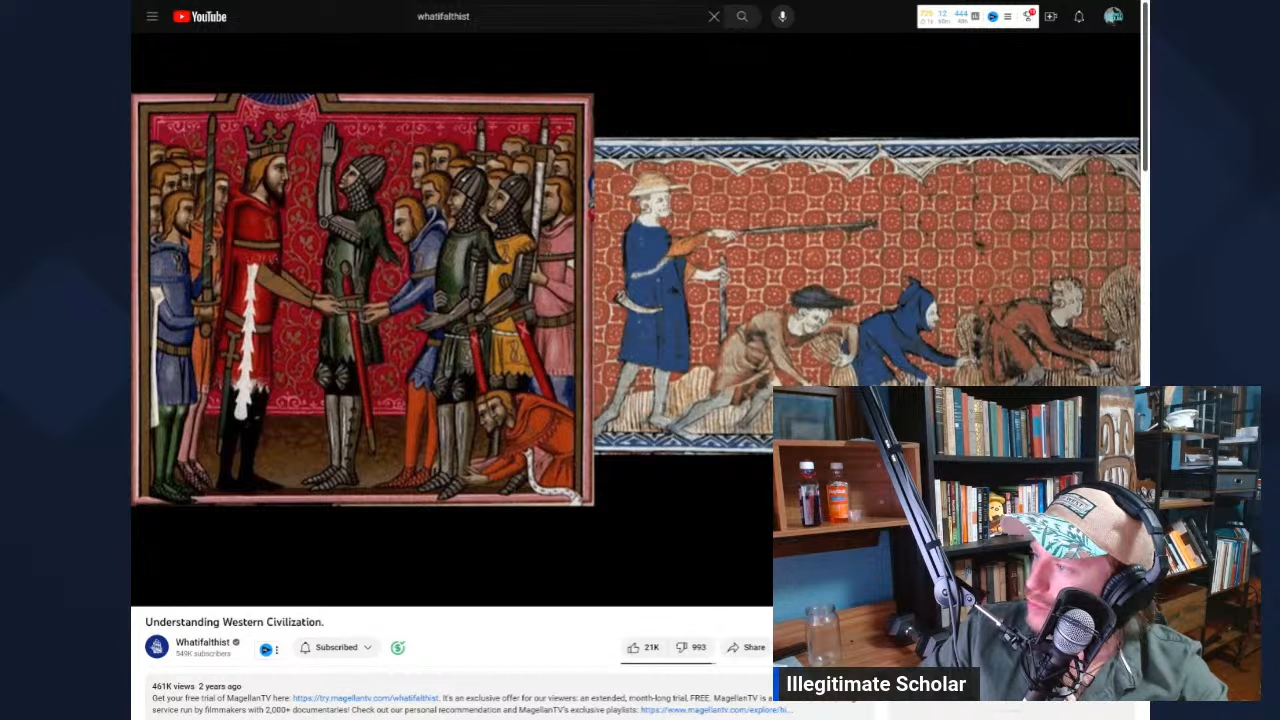 YouTube
whatifalthist
725 12 444
Understanding Western Civilization.
Whatifalthist
549K subscribers
Subscribed
21K
993
Share
461K views 2 years ago
Get your free trial of MagellanTV here: https://try.magellantv.com/whatifalthist. It's an exclusive offer for our viewers: an extended, month-long trial, FREE. MagellanTV is a
service run by filmmakers with 2,000+ documentaries! Check out our personal recommendation and MagellanTV's exclusive playlists: https://www.magellantv.com/explore/hi...
Illegitimate Scholar